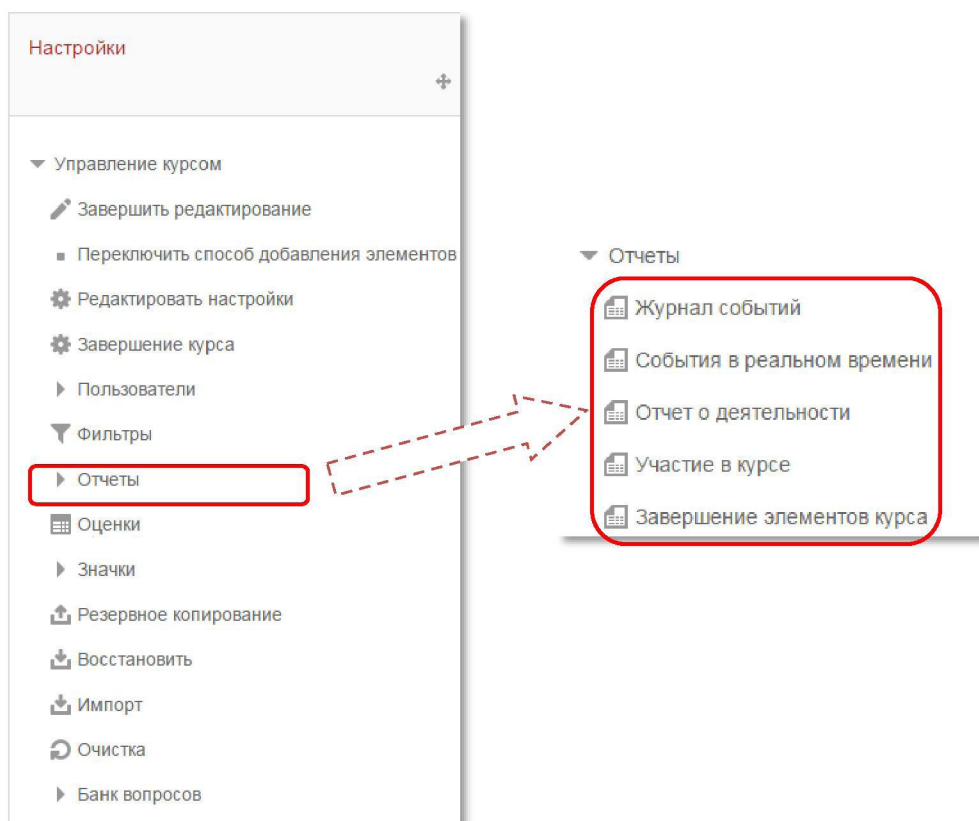 Настройки
Управление курсом
Завершить редактирование
Переключить способ добавления элементов
Редактировать настройки
Завершение курса
Пользователи
Фильтры
Отчеты
Оценки
Значки
Резервное копирование
Восстановить
Импорт
Очистка
Банк вопросов
Отчеты
Журнал событий
События в реальном времени
Отчет о деятельности
Участие в курсе
Завершение элементов курса